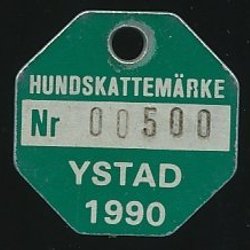 HUNDSKATTEMÄRKE
Nr 00500
YSTAD
1990